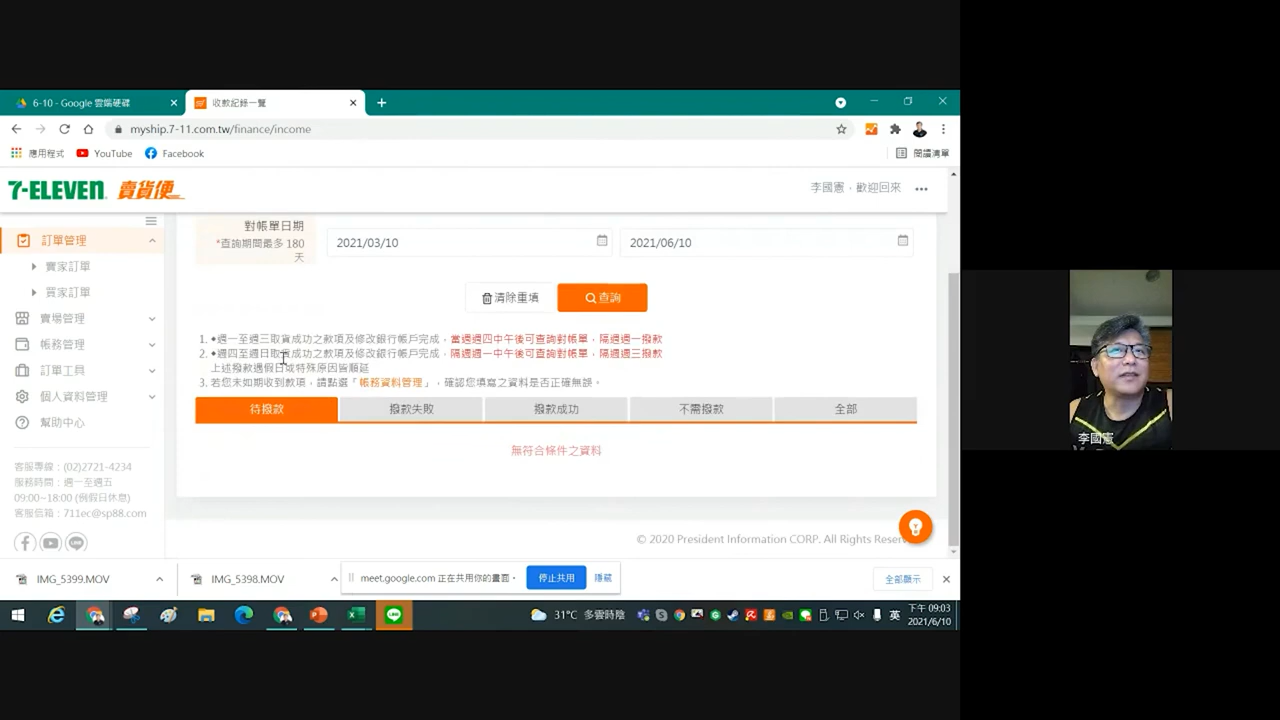 6-10 - Google 雲端硬碟
收款記錄一覽
myship.7-11.com.tw/finance/income
應用程式
YouTube
Facebook
閱讀清單
7-ELEVEN 賣貨便
李國憲，歡迎回來
訂單管理
賣家訂單
買家訂單
賣場管理
帳務管理
訂單工具
個人資料管理
幫助中心
客服專線：(02)2721-4234
服務時間：週一至週五
09:00~18:00 (例假日休息)
客服信箱：711ec@sp88.com
對帳單日期
*查詢期間最多 180
天
2021/03/10
2021/06/10
清除重填
查詢
1. ◆週一至週三取貨成功之款項及修改銀行帳戶完成，當週週四中午後可查詢對帳單，隔週週一撥款
2. ◆週四至週日取貨成功之款項及修改銀行帳戶完成，隔週週一中午後可查詢對帳單，隔週週三撥款
上述撥款遇假日或特殊原因皆順延
3. 若您未如期收到款項，請點選「帳務資料管理」，確認您填寫之資料是否正確無誤。
待撥款
撥款失敗
撥款成功
不需撥款
全部
無符合條件之資料
© 2020 President Information CORP. All Rights Reser
IMG_5399.MOV
IMG_5398.MOV
meet.google.com 正在共用你的畫面。
停止共用
隱藏
全部顯示
31°C 多雲時陰
英
下午 09:03
2021/6/10
李國憲